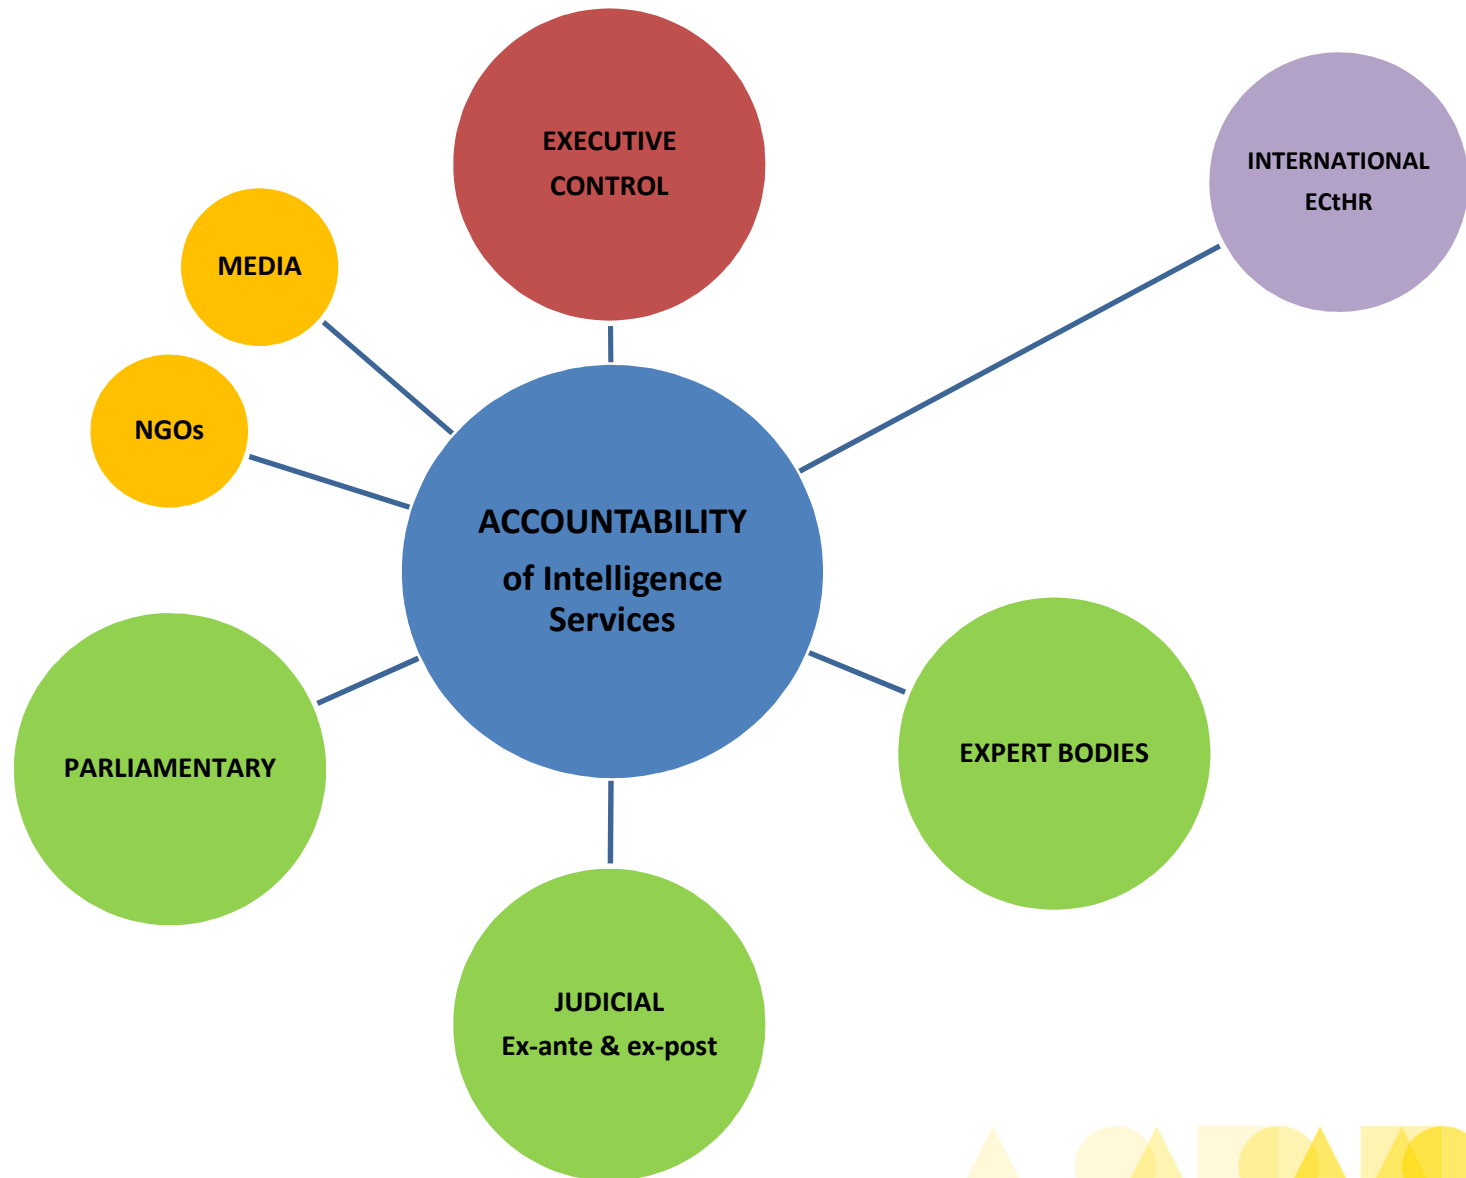 EXECUTIVE
CONTROL
INTERNATIONAL
ECtHR
MEDIA
NGOs
ACCOUNTABILITY
of Intelligence
Services
PARLIAMENTARY
EXPERT BODIES
JUDICIAL
Ex-ante & ex-post